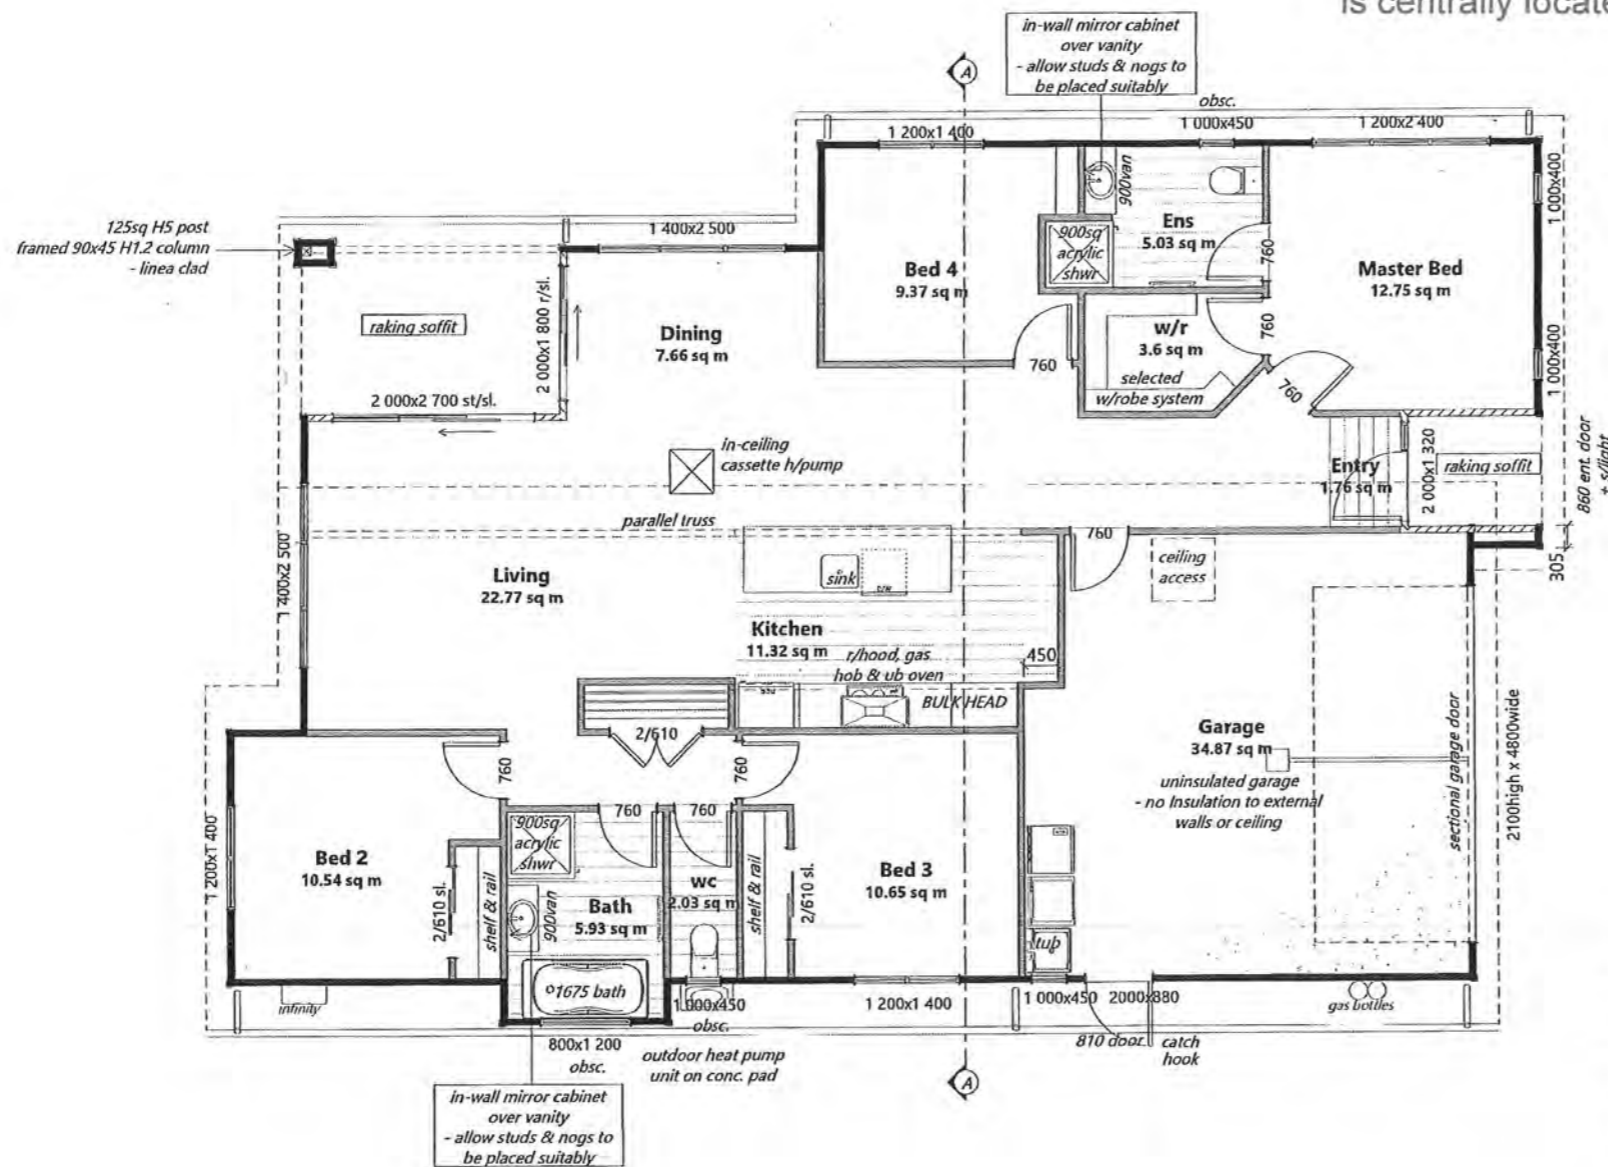 is centrally locate
in-wall mirror cabinet
over vanity
- allow studs & nogs to
be placed suitably
A
obsc.
1 200x1 400
1 000x450
1 200x2 400
1 000x400
900van
Ens
5.03 sq m
900sq
acrylic
shwr
760
Bed 4
9.37 sq m
Master Bed
12.75 sq m
125sq H5 post
framed 90x45 H1.2 column
- linea clad
1 400x2 500
raking soffit
2 000x1 800 r/sl.
Dining
7.66 sq m
w/r
3.6 sq m
760
760
selected
w/robe system
760
1 000x400
2 000x2 700 st/sl.
in-ceiling
cassette h/pump
Entry
1.76 sq m
2 000x1 320
raking soffit
860 ent. door
+ s/light
parallel truss
760
ceiling
access
305
1 400x2 500
Living
22.77 sq m
sink
Kitchen
11.32 sq m
r/hood, gas
hob & ub oven
450
BULK HEAD
Garage
34.87 sq m
uninsulated garage
- no Insulation to external
walls or ceiling
sectional garage door
2100high x 4800wide
2/610
760
760
760
760
1 200x1 400
Bed 2
10.54 sq m
2/610 sl.
shelf & rail
900sq
acrylic
shwr
900van
Bath
5.93 sq m
wc
2.03 sq m
shelf & rail
2/610 sl.
Bed 3
10.65 sq m
tub
1675 bath
infinity
1 000x450
obsc.
1 200x1 400
1 000x450
2000x880
gas bottles
800x1 200
obsc.
outdoor heat pump
unit on conc. pad
810 door.
catch
hook
A
in-wall mirror cabinet
over vanity
- allow studs & nogs to
be placed suitably